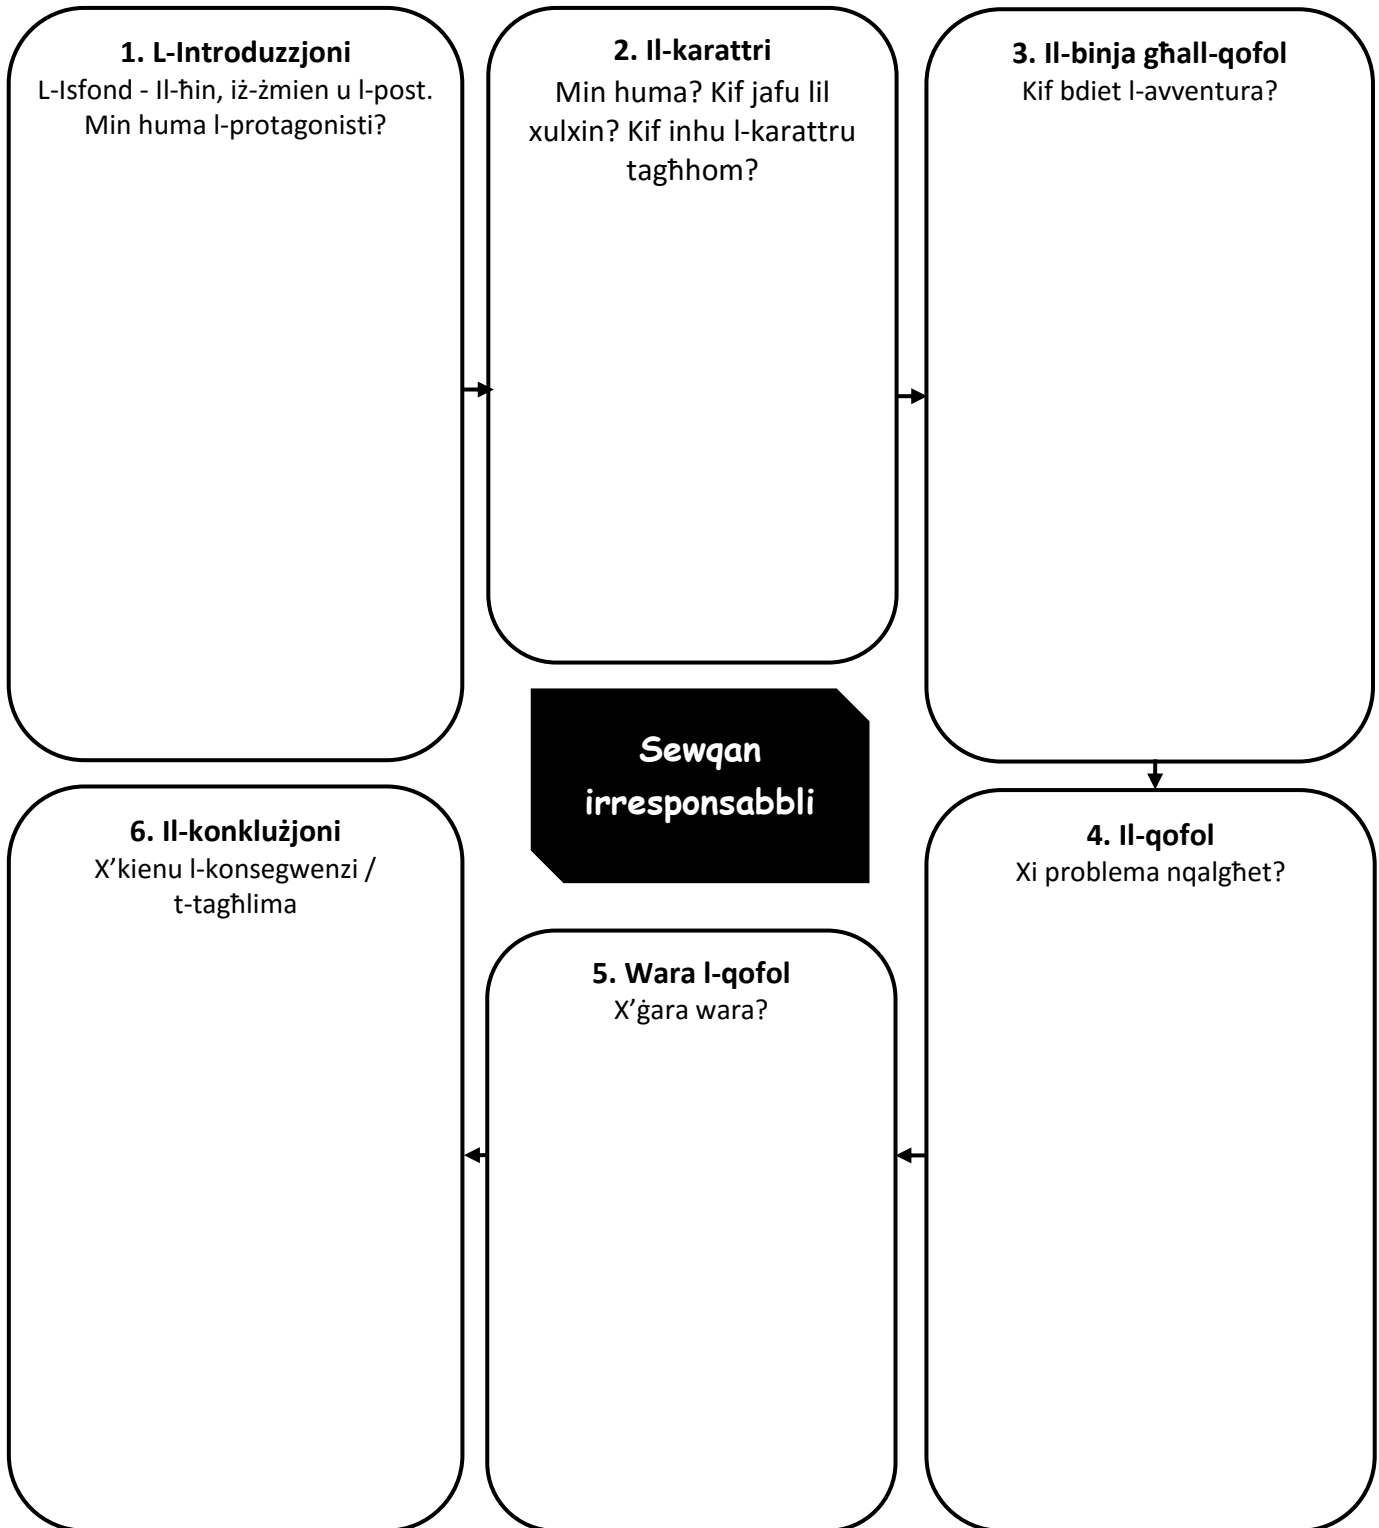 1. L-Introduzzjoni
L-Isfond - Il-ħin, iż-żmien u l-post.
Min huma l-protagonisti?
2. Il-karattri
Min huma? Kif jafu lil
xulxin? Kif inhu l-karattru
tagħhom?
3. Il-binja għall-qofol
Kif bdiet l-avventura?
Sewqan
irresponsabbli
4. Il-qofol
Xi problema nqalgħet?
5. Wara l-qofol
X’ġara wara?
6. Il-konklużjoni
X’kienu l-konsegwenzi /
t-tagħlima